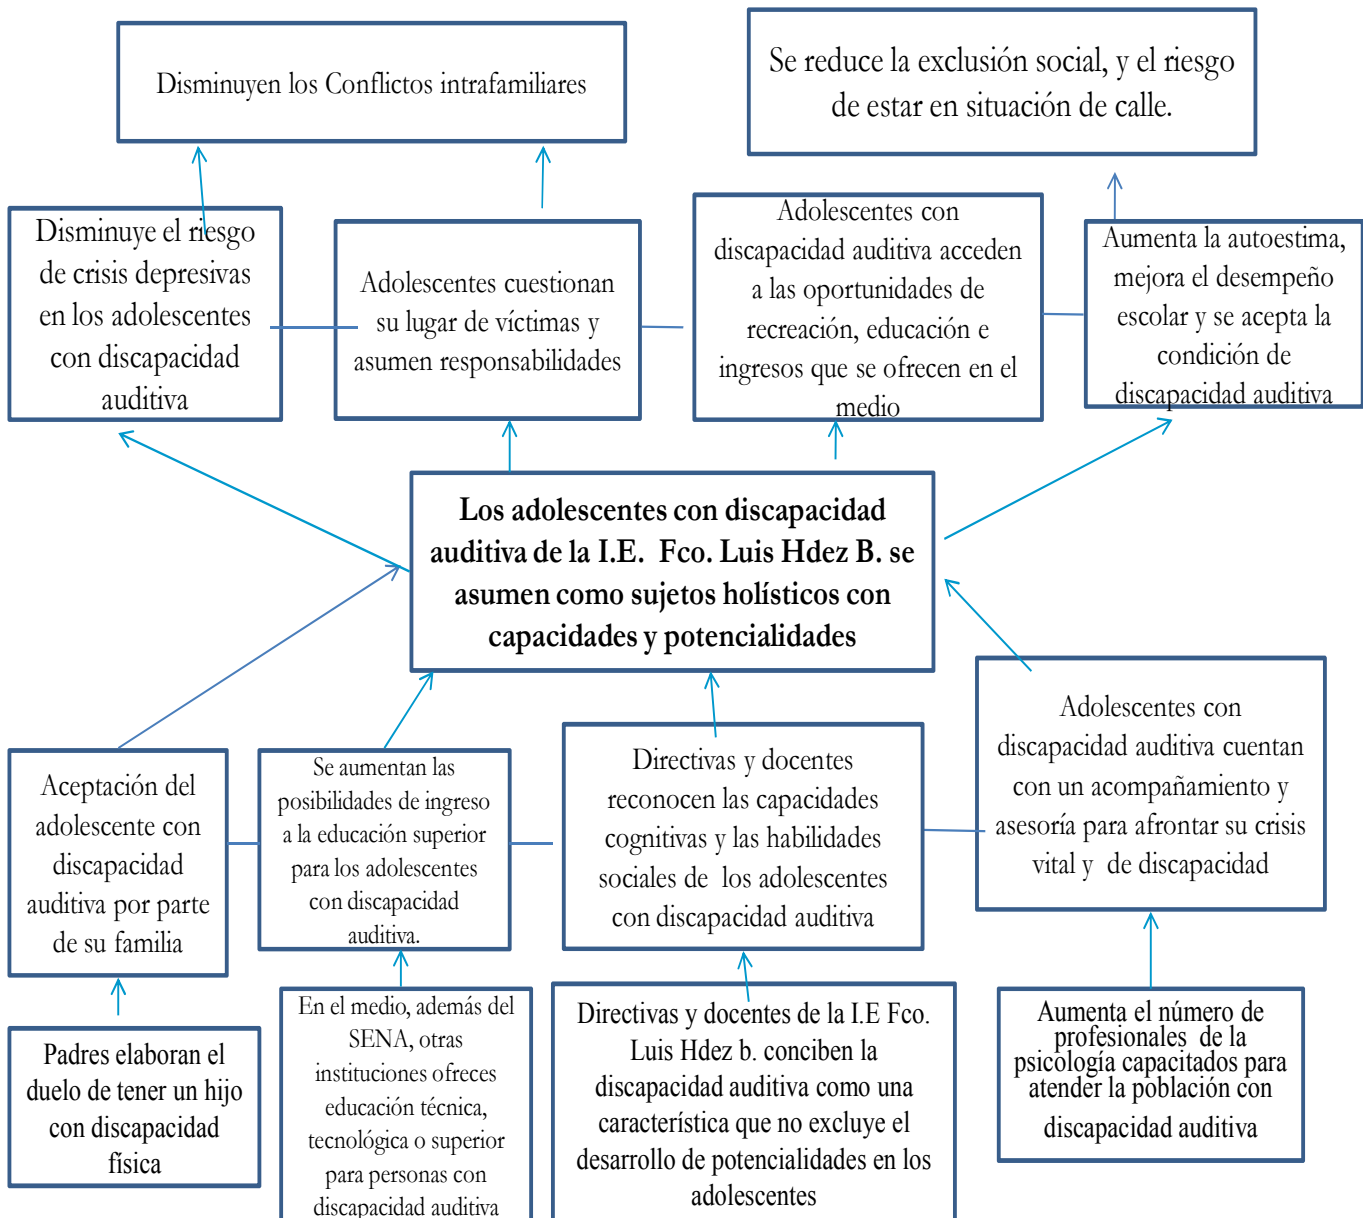 Disminuyen los Conflictos intrafamiliares
Se reduce la exclusión social, y el riesgo
de estar en situación de calle.
Disminuye el riesgo
de crisis depresivas
en los adolescentes
con discapacidad
auditiva
Adolescentes cuestionan
su lugar de víctimas y
asumen responsabilidades
Adolescentes con
discapacidad auditiva acceden
a las oportunidades de
recreación, educación e
ingresos que se ofrecen en el
medio
Aumenta la autoestima,
mejora el desempeño
escolar y se acepta la
condición de
discapacidad auditiva
Los adolescentes con discapacidad
auditiva de la I.E. Fco. Luis Hdez B. se
asumen como sujetos holísticos con
capacidades y potencialidades
Aceptación del
adolescente con
discapacidad
auditiva por parte
de su familia
Se aumentan las
posibilidades de ingreso
a la educación superior
para los adolescentes
con discapacidad
auditiva.
Directivas y docentes
reconocen las capacidades
cognitivas y las habilidades
sociales de los adolescentes
con discapacidad auditiva
Adolescentes con
discapacidad auditiva cuentan
con un acompañamiento y
asesoría para afrontar su crisis
vital y de discapacidad
Padres elaboran el
duelo de tener un hijo
con discapacidad
física
En el medio, además del
SENA, otras
instituciones ofreces
educación técnica,
tecnológica o superior
para personas con
discapacidad auditiva
Directivas y docentes de la I.E Fco.
Luis Hdez b. conciben la
discapacidad auditiva como una
característica que no excluye el
desarrollo de potencialidades en los
adolescentes
Aumenta el número de
profesionales de la
psicología capacitados para
atender la población con
discapacidad auditiva